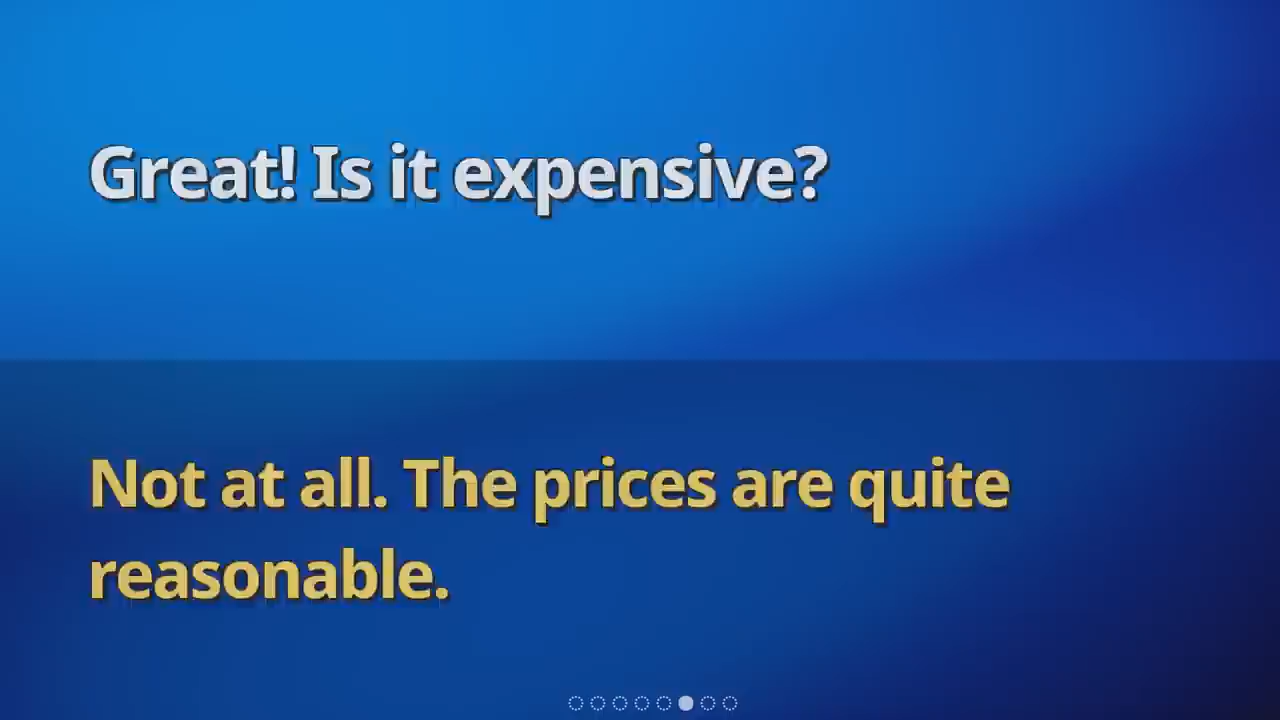 Great! Is it expensive?
Not at all. The prices are quite
reasonable.